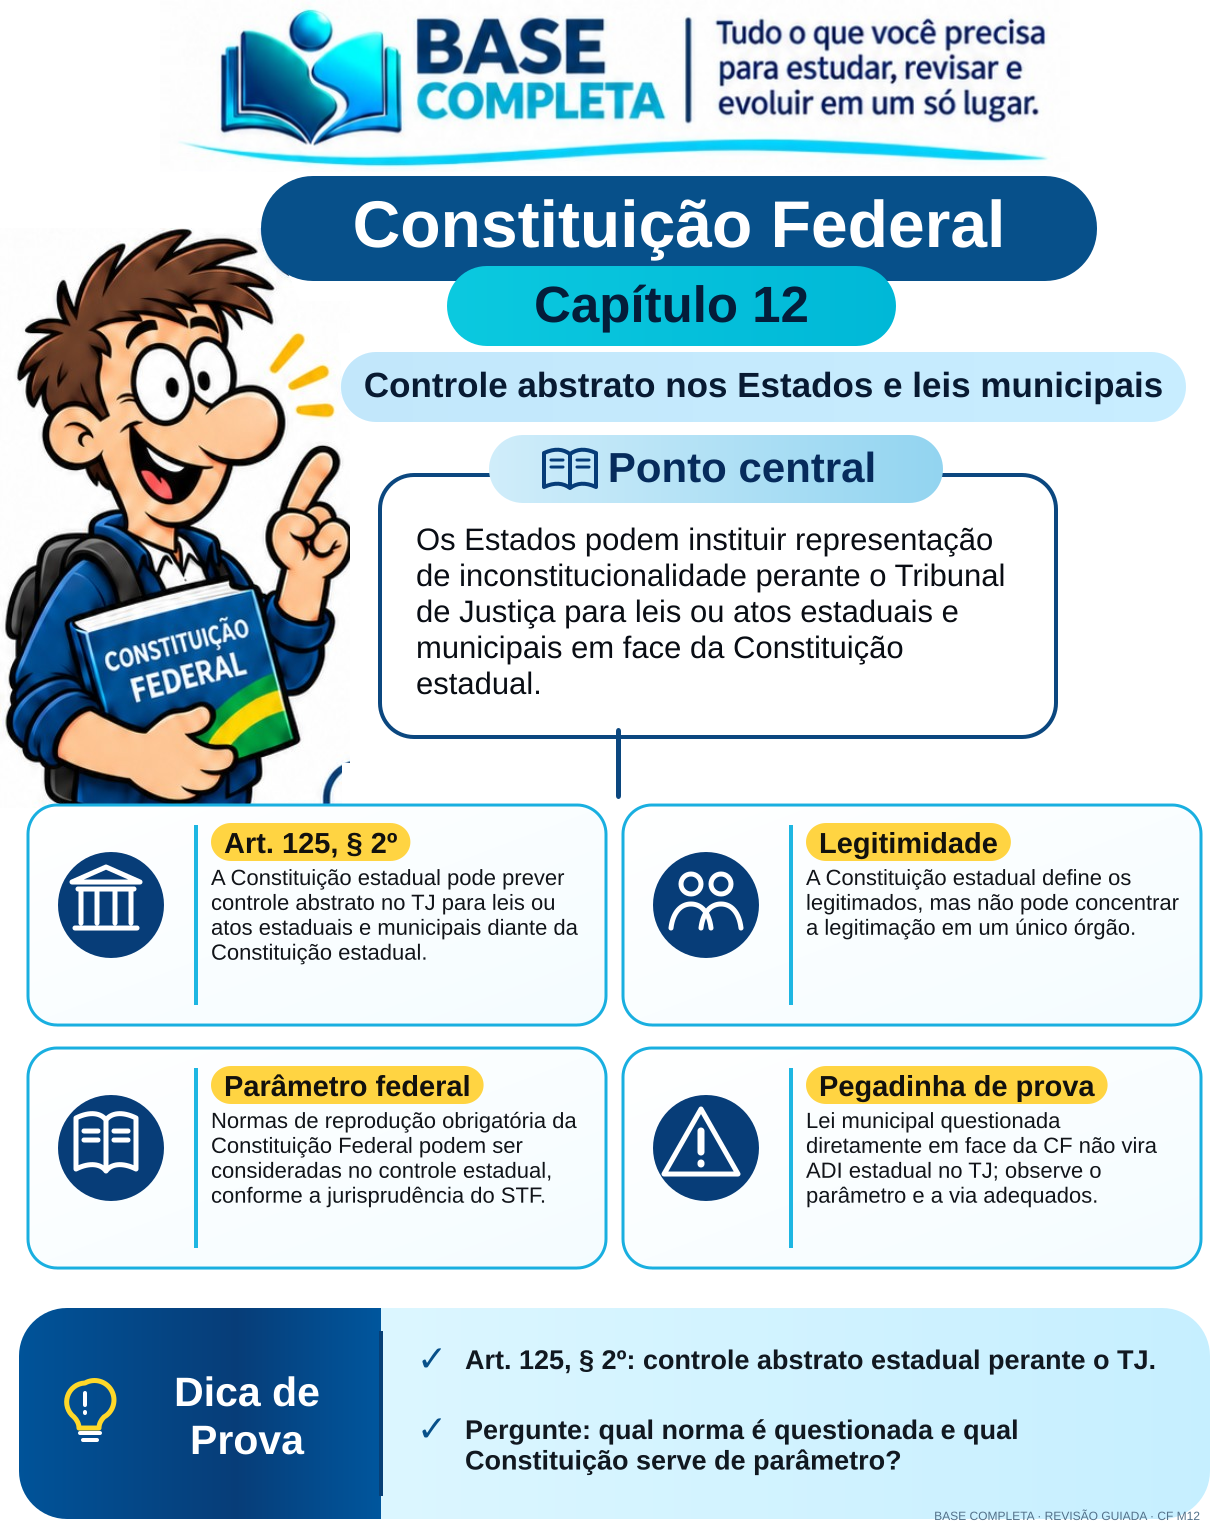 BASE
COMPLETA
Tudo o que você precisa
para estudar, revisar e
evoluir em um só lugar.
Constituição Federal
Capítulo 12
Controle abstrato nos Estados e leis municipais
CONSTITUIÇÃO
FEDERAL
Ponto central
Os Estados podem instituir representação
de inconstitucionalidade perante o Tribunal
de Justiça para leis ou atos estaduais e
municipais em face da Constituição
estadual.
Art. 125, § 2º
A Constituição estadual pode prever
controle abstrato no TJ para leis ou
atos estaduais e municipais diante da
Constituição estadual.
Legitimidade
A Constituição estadual define os
legitimados, mas não pode concentrar
a legitimação em um único órgão.
Parâmetro federal
Normas de reprodução obrigatória da
Constituição Federal podem ser
consideradas no controle estadual,
conforme a jurisprudência do STF.
Pegadinha de prova
Lei municipal questionada
diretamente em face da CF não vira
ADI estadual no TJ; observe o
parâmetro e a via adequados.
Dica de
Prova
✓ Art. 125, § 2º: controle abstrato estadual perante o TJ.
✓ Pergunte: qual norma é questionada e qual
Constituição serve de parâmetro?
BASE COMPLETA · REVISÃO GUIADA · CF M12